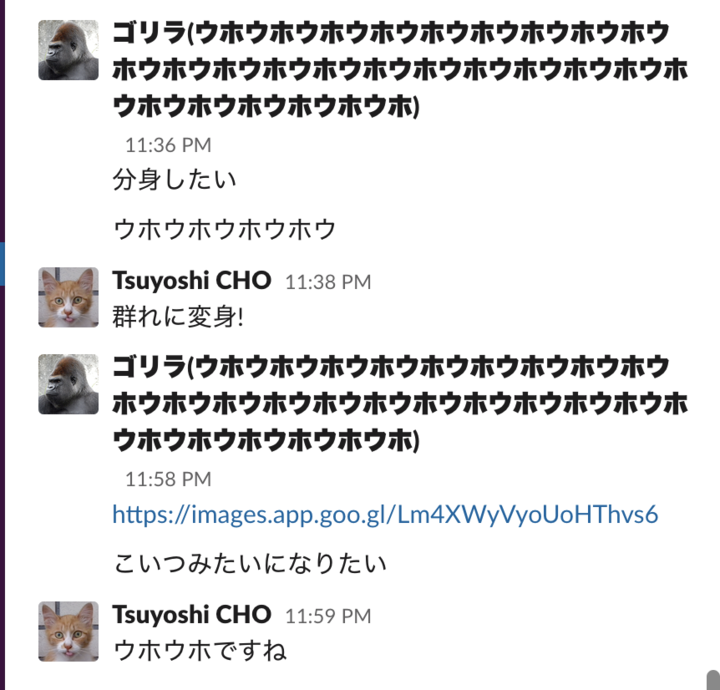 ゴリラ(ウホウホウホウホウホウホウホウホウホウ
ホウホウホウホウホウホウホウホウホウホウホウホ
ウホウホウホウホウホウホ)
11:36 PM
分身したい
ウホウホウホウホウ
Tsuyoshi CHO 11:38 PM
群れに変身!
ゴリラ(ウホウホウホウホウホウホウホウホウホウ
ホウホウホウホウホウホウホウホウホウホウホウホ
ウホウホウホウホウホウホ)
11:58 PM
https://images.app.goo.gl/Lm4XWyVyoUoHThvs6
こいつみたいになりたい
Tsuyoshi CHO 11:59 PM
ウホウホですね